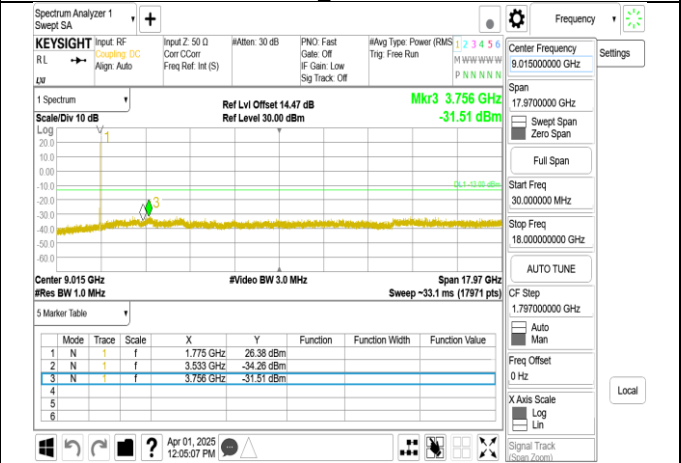 Spectrum Analyzer 1
Swept SA
+
Frequency
KEYSIGHT
RL
Input: RF
Coupling: DC
Align: Auto
Input Z: 50 Ω
Corr CCorr
Freq Ref: Int (S)
#Atten: 30 dB
PNO: Fast
Gate: Off
IF Gain: Low
Sig Track: Off
#Avg Type: Power (RMS
Trig: Free Run
1 2 3 4 5 6
M W W W W W
P N N N N N
LXI
Center Frequency
9.015000000 GHz
Settings
Span
17.9700000 GHz
Swept Span
Zero Span
Full Span
Start Freq
30.000000 MHz
Stop Freq
18.000000000 GHz
AUTO TUNE
CF Step
1.797000000 GHz
Auto
Man
Freq Offset
0 Hz
X Axis Scale
Log
Lin
Signal Track
(Span Zoom)
Local
1 Spectrum
Scale/Div 10 dB
Log
Ref Lvl Offset 14.47 dB
Ref Level 30.00 dBm
Mkr3 3.756 GHz
-31.51 dBm
1
20.0
10.0
0.00
-10.0
DL1 -13.00 dBm
-20.0
3
-30.0
-40.0
-50.0
-60.0
Center 9.015 GHz
#Video BW 3.0 MHz
Span 17.97 GHz
#Res BW 1.0 MHz
Sweep ~33.1 ms (17971 pts)
5 Marker Table
Mode Trace Scale X Y Function Function Width Function Value
1 N 1 f 1.775 GHz 26.38 dBm
2 N 1 f 3.533 GHz -34.26 dBm
3 N 1 f 3.756 GHz -31.51 dBm
4
5
6
?
Apr 01, 2025
12:05:07 PM